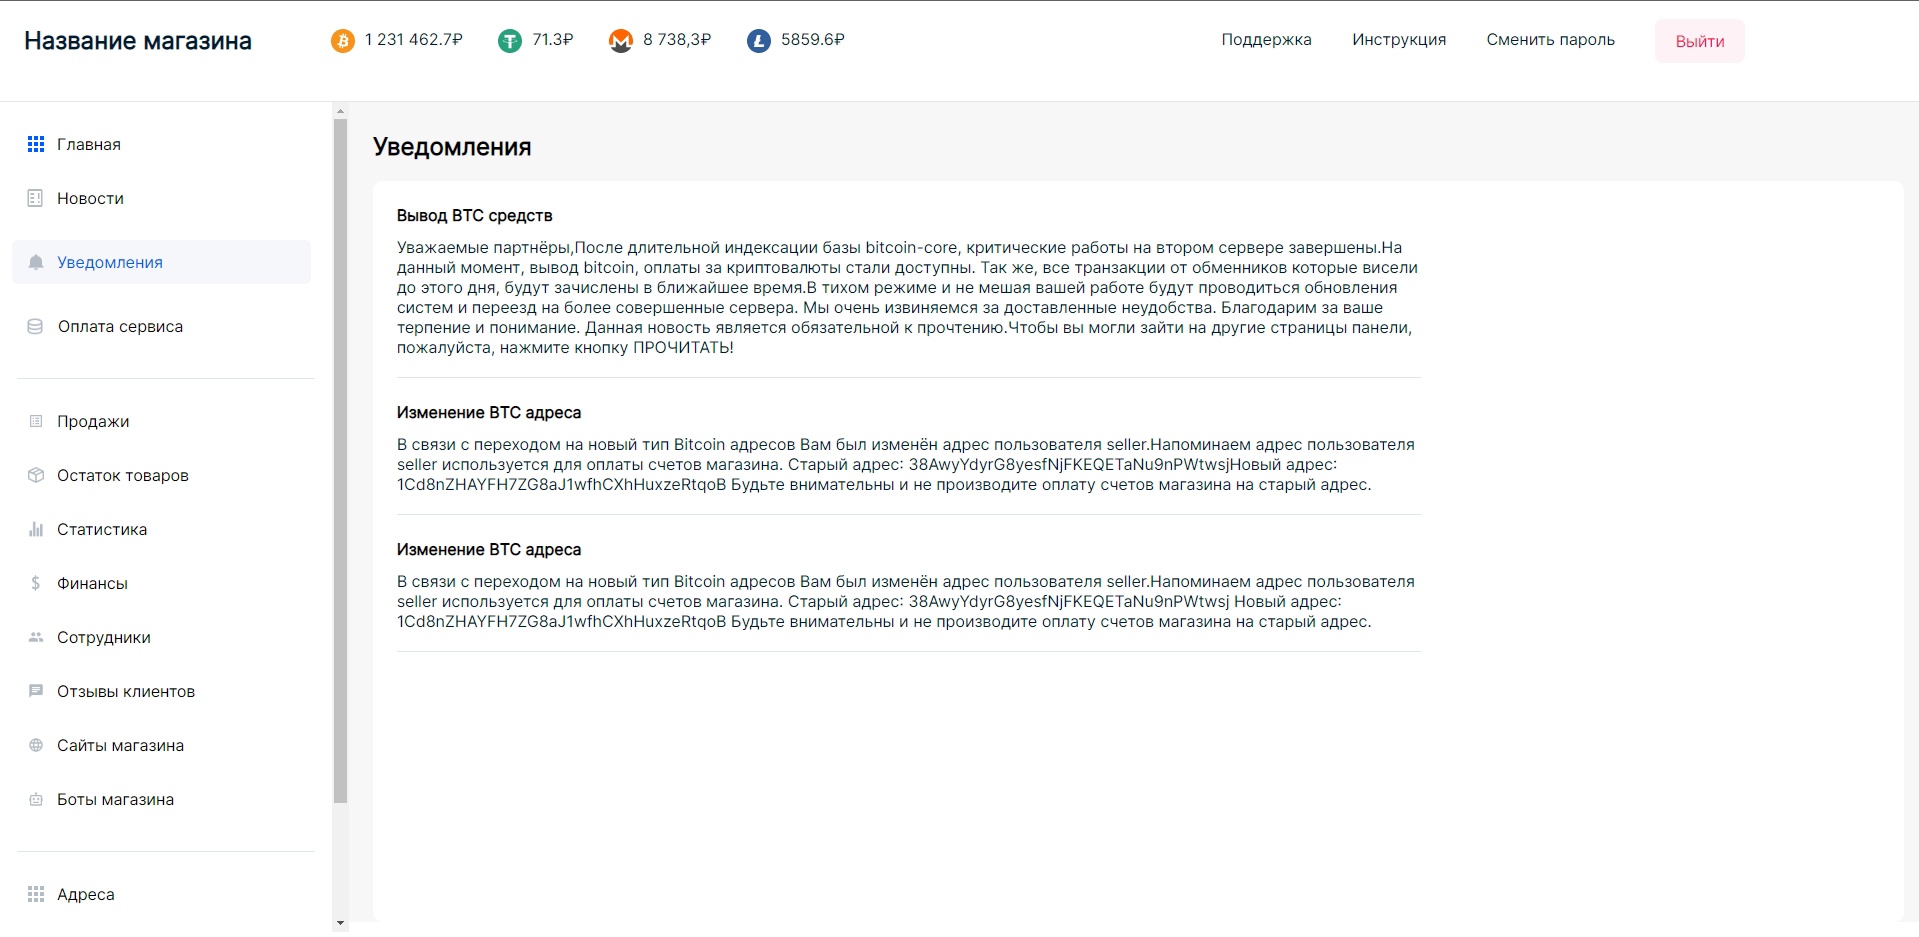 Название магазина
1 231 462.7₽
71.3₽
8 738,3₽
5859.6₽
Поддержка
Инструкция
Сменить пароль
Выйти
Главная
Новости
Уведомления
Оплата сервиса
Продажи
Остаток товаров
Статистика
Финансы
Сотрудники
Отзывы клиентов
Сайты магазина
Боты магазина
Адреса
Уведомления
Вывод BTC средств
Уважаемые партнёры,После длительной индексации базы bitcoin-core, критические работы на втором сервере завершены.На
данный момент, вывод bitcoin, оплаты за криптовалюты стали доступны. Так же, все транзакции от обменников которые висели
до этого дня, будут зачислены в ближайшее время.В тихом режиме и не мешая вашей работе будут проводиться обновления
систем и переезд на более совершенные сервера. Мы очень извиняемся за доставленные неудобства. Благодарим за ваше
терпение и понимание. Данная новость является обязательной к прочтению.Чтобы вы могли зайти на другие страницы панели,
пожалуйста, нажмите кнопку ПРОЧИТАТЬ!
Изменение BTC адреса
В связи с переходом на новый тип Bitcoin адресов Вам был изменён адрес пользователя seller.Напоминаем адрес пользователя
seller используется для оплаты счетов магазина. Старый адрес: 38AwyYdyrG8yesfNjFKEQETaNu9nPWtwsjНовый адрес:
1Cd8nZHAYFH7ZG8aJ1wfhCXhHuxzeRtqoB Будьте внимательны и не производите оплату счетов магазина на старый адрес.
Изменение BTC адреса
В связи с переходом на новый тип Bitcoin адресов Вам был изменён адрес пользователя seller.Напоминаем адрес пользователя
seller используется для оплаты счетов магазина. Старый адрес: 38AwyYdyrG8yesfNjFKEQETaNu9nPWtwsj Новый адрес:
1Cd8nZHAYFH7ZG8aJ1wfhCXhHuxzeRtqoB Будьте внимательны и не производите оплату счетов магазина на старый адрес.